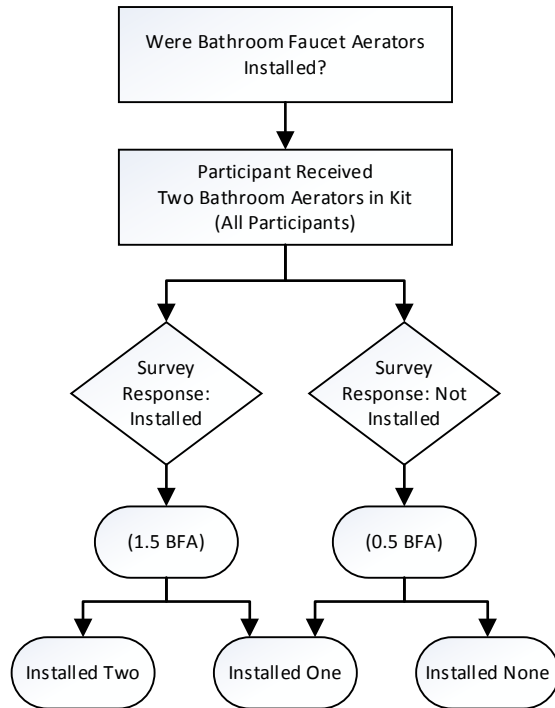 Were Bathroom Faucet Aerators
Installed?
Participant Received
Two Bathroom Aerators in Kit
(All Participants)
Survey
Response:
Installed
Survey
Response: Not
Installed
(1.5 BFA)
(0.5 BFA)
Installed Two
Installed One
Installed None